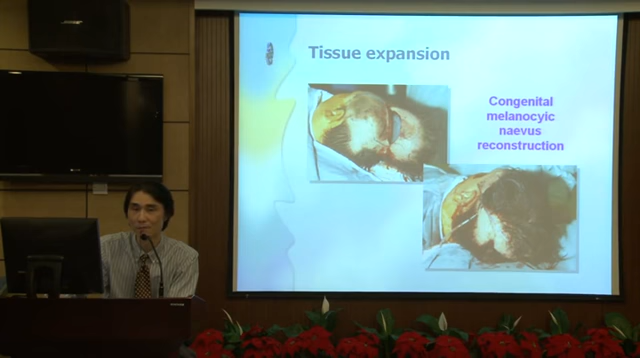 Tissue expansion
Congenital
melanocyic
naevus
reconstruction